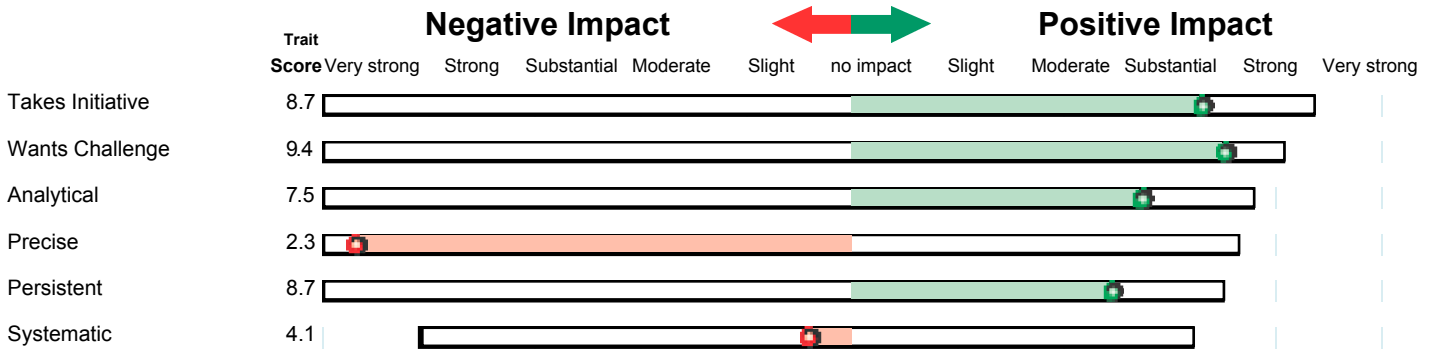 Negative Impact Positive Impact
Trait
Score Very strong Strong Substantial Moderate Slight no impact Slight Moderate Substantial Strong Very strong
Takes Initiative 8.7
Wants Challenge 9.4
Analytical 7.5
Precise 2.3
Persistent 8.7
Systematic 4.1